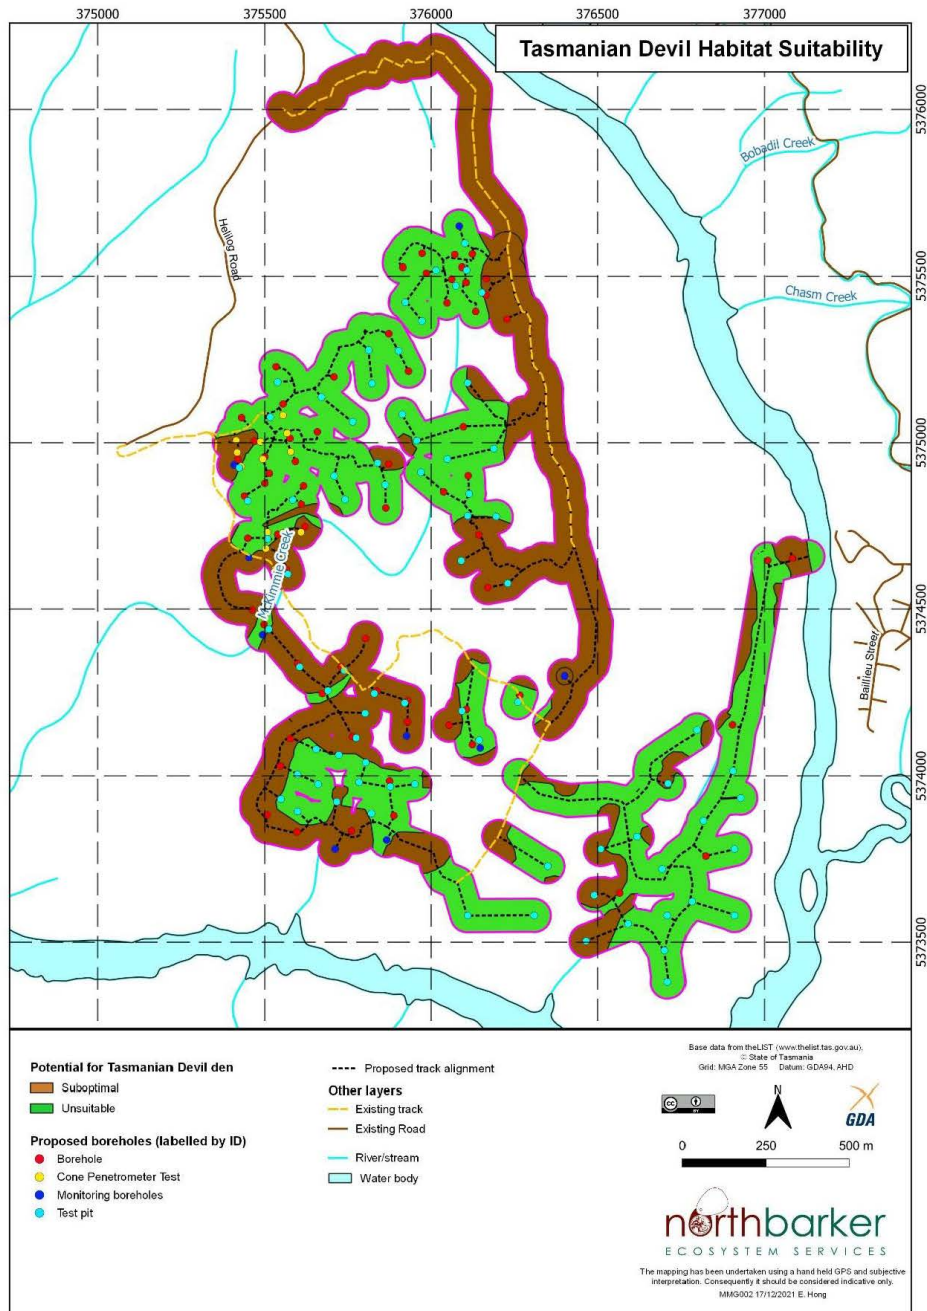 375000 375500 376000 376500 377000
Tasmanian Devil Habitat Suitability
5376000
Bobadil Creek
Helilog Road
5375500
Chasm Creek
5375000
McKimmie Creek
5374500
Baillieu Street
5374000
5373500
Potential for Tasmanian Devil den
Suboptimal
Unsuitable
Proposed boreholes (labelled by ID)
Borehole
Cone Penetrometer Test
Monitoring boreholes
Test pit
Proposed track alignment
Other layers
Existing track
Existing Road
River/stream
Water body
Base data from theLIST (www.thelist.tas.gov.au),
© State of Tasmania
Grid: MGA Zone 55 Datum: GDA94, AHD
cc BY
N
GDA
0 250 500 m
northbarker
ECOSYSTEM SERVICES
The mapping has been undertaken using a hand held GPS and subjective
interpretation. Consequently it should be considered indicative only.
MMG002 17/12/2021 E. Hong